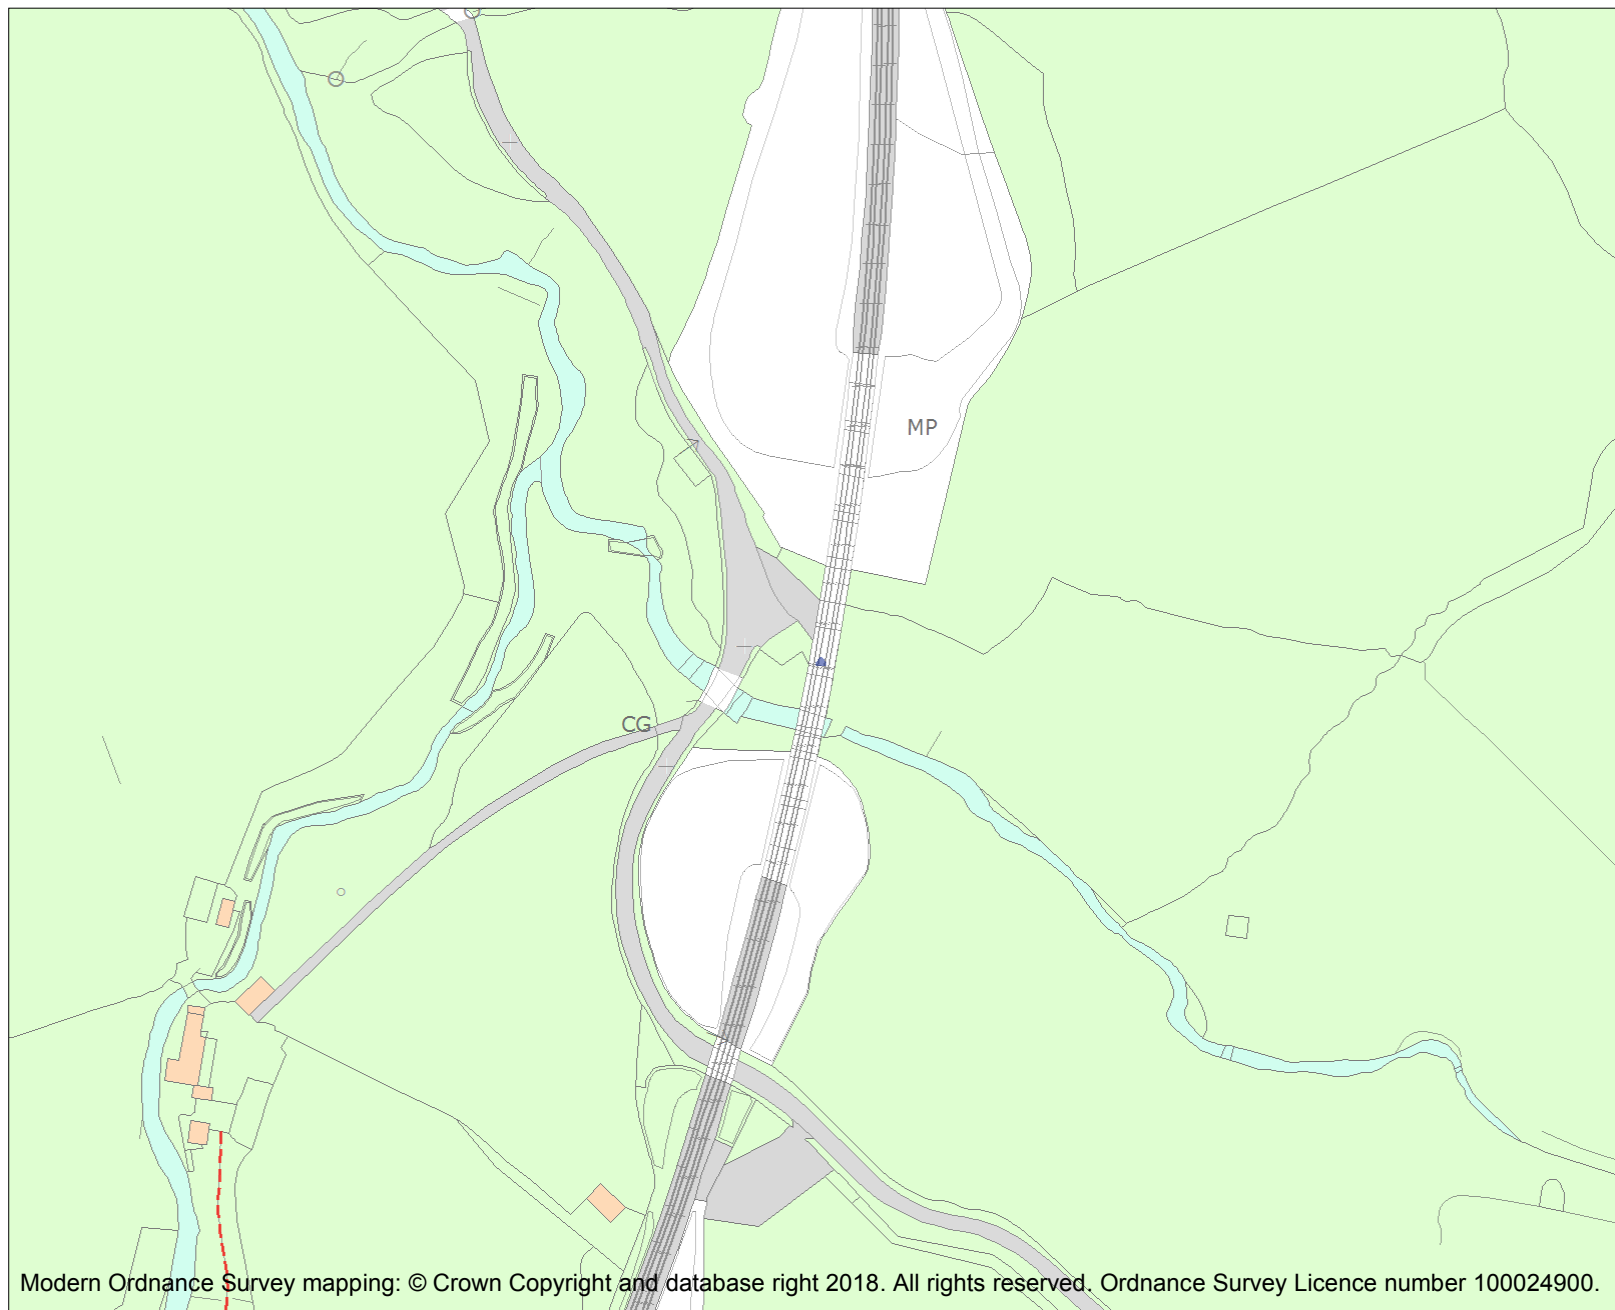 MP
CG
Modern Ordnance Survey mapping: © Crown Copyright and database right 2018. All rights reserved. Ordnance Survey Licence number 100024900.